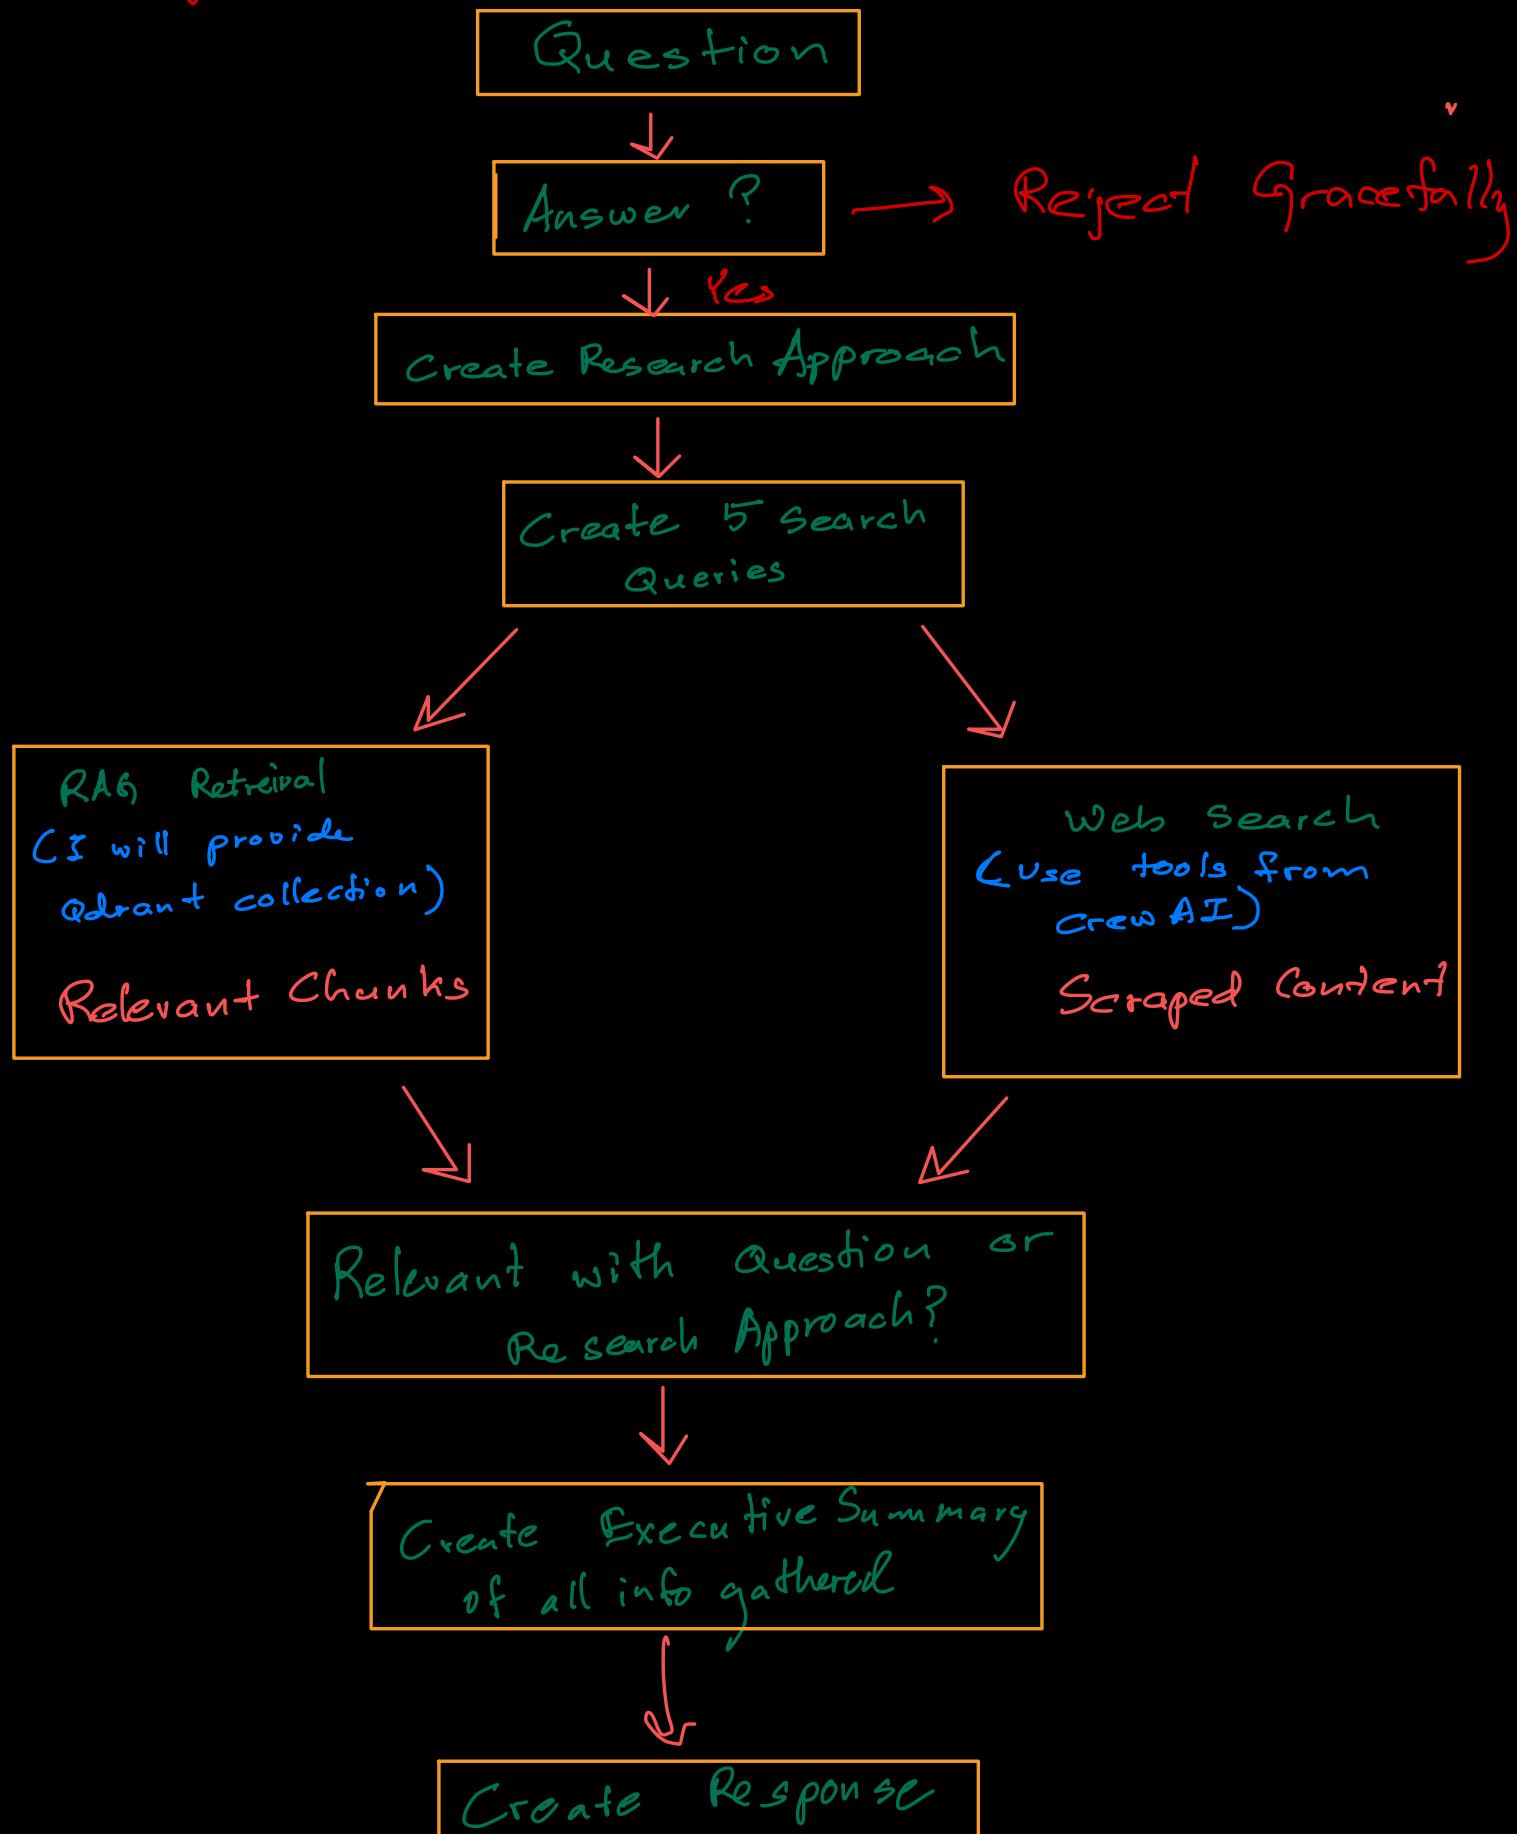 Question
Answer ?
Reject Gracefully
Yes
Create Research Approach
Create 5 Search
Queries
RAG Retreival
(I will provide
Qdrant collection)
Relevant Chunks
Web Search
(use tools from
crewAI)
Scraped Content
Relevant with Question or
Research Approach?
Create Executive Summary
of all info gathered
Create Response